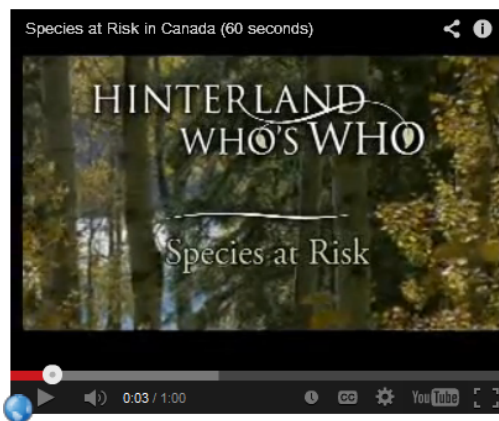 Species at Risk in Canada (60 seconds)
HINTERLAND
WHO'S WHO
Species at Risk
0:03 / 1:00
CC
YouTube